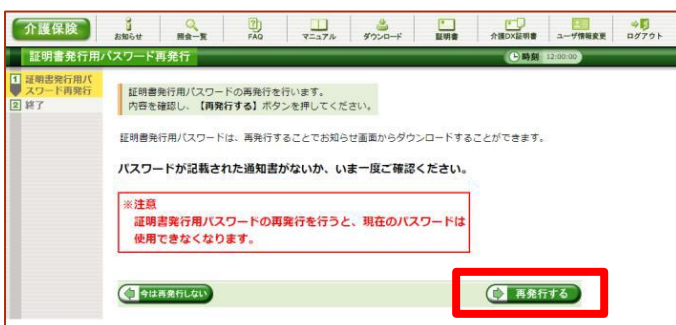 介護保険
お知らせ
照会一覧
FAQ
マニュアル
ダウンロード
証明書
介護DX証明書
ユーザ情報変更
ログアウト
証明書発行用パスワード再発行
時刻 12:00:00
1 証明書発行用パ
スワード再発行
2 終了
証明書発行用パスワードの再発行を行います。
内容を確認し、【再発行する】ボタンを押してください。
証明書発行用パスワードは、再発行することでお知らせ画面からダウンロードすることができます。
パスワードが記載された通知書がないか、いま一度ご確認ください。
※注意
証明書発行用パスワードの再発行を行うと、現在のパスワードは
使用できなくなります。
今は再発行しない
再発行する